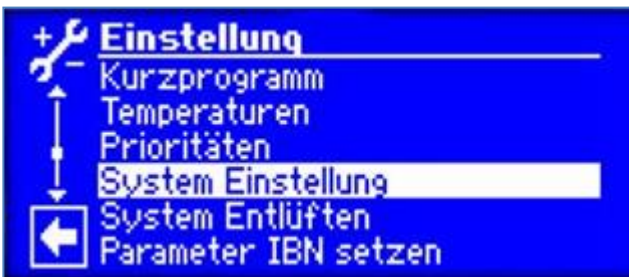 Einstellung
Kurzprogramm
Temperaturen
Prioritäten
System Einstellung
System Entlüften
Parameter IBN setzen